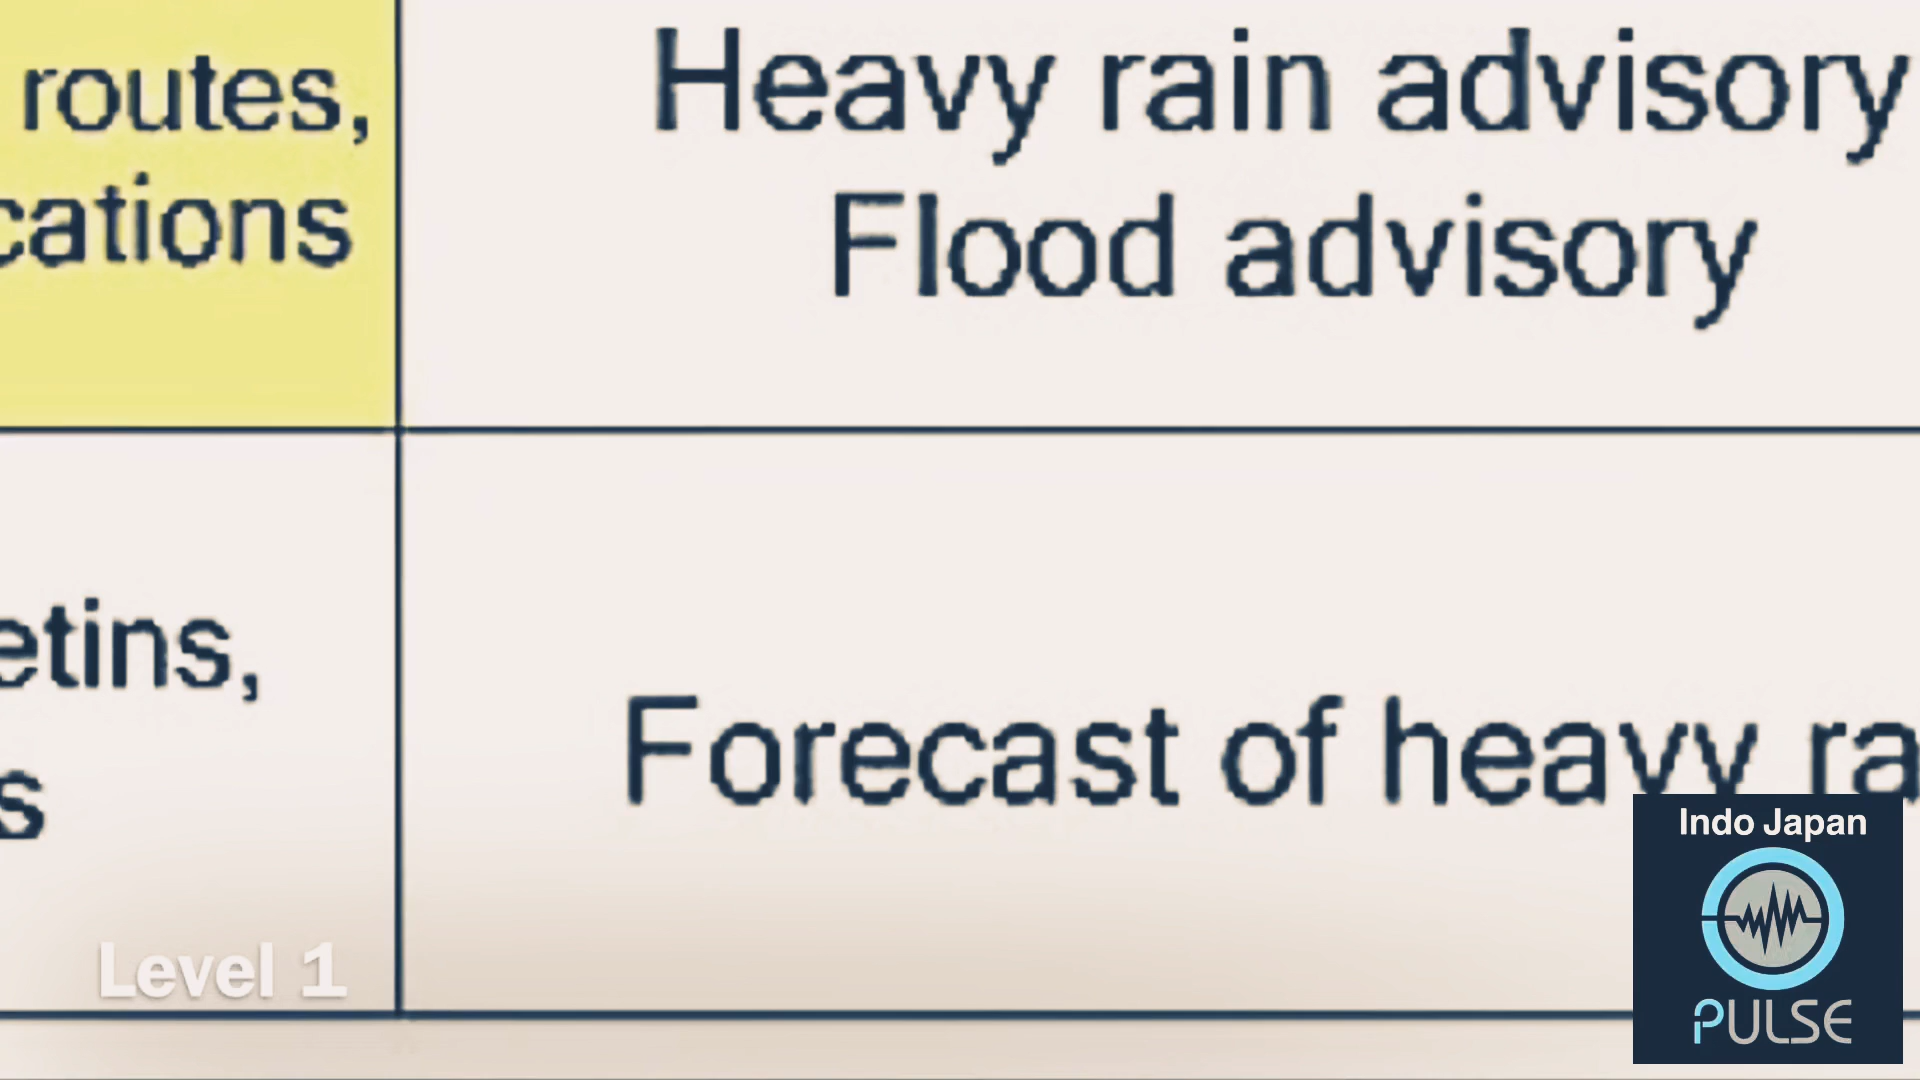 routes,
cations
Heavy rain advisory
Flood advisory
etins,
s
Forecast of heavy ra
Level 1
Indo Japan
PULSE